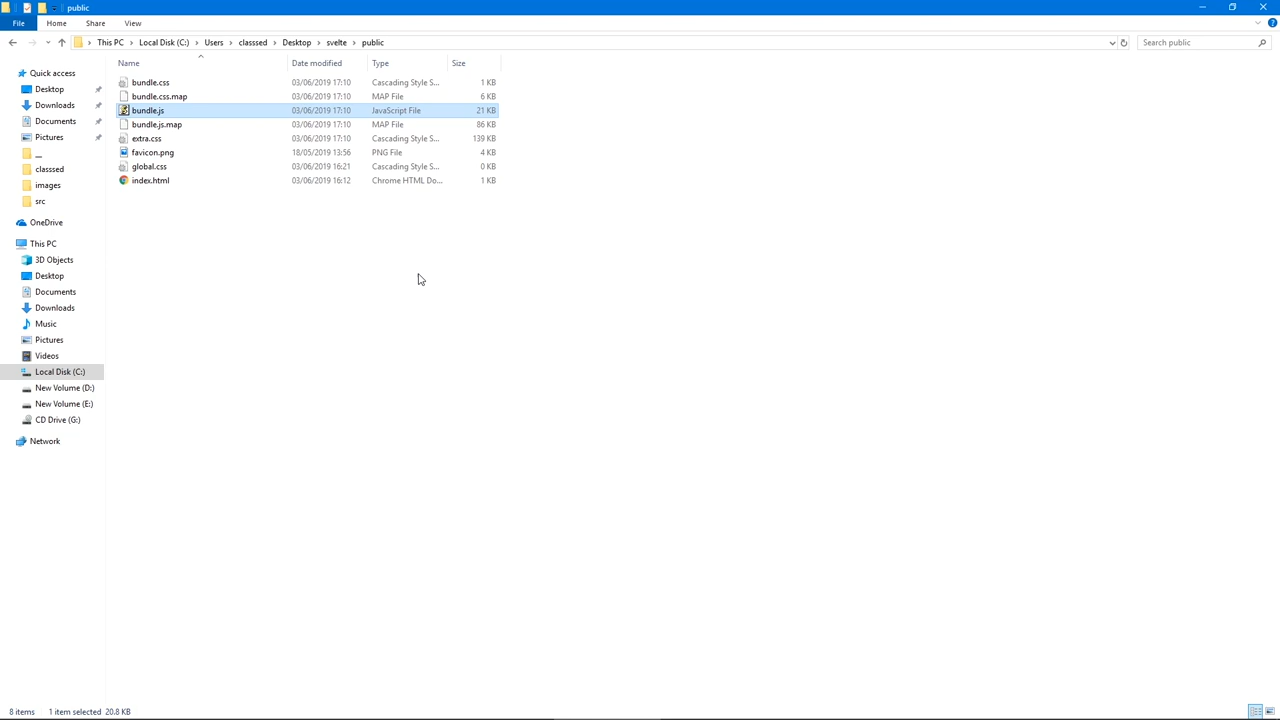 public
File Home Share View
This PC Local Disk (C:) Users classsed Desktop svelte public Search public
Name Date modified Type Size
Quick access
Desktop
Downloads
Documents
Pictures
__
classsed
images
src
OneDrive
This PC
3D Objects
Desktop
Documents
Downloads
Music
Pictures
Videos
Local Disk (C:)
New Volume (D:)
New Volume (E:)
CD Drive (G:)
Network
bundle.css 03/06/2019 17:10 Cascading Style S... 1 KB
bundle.css.map 03/06/2019 17:10 MAP File 6 KB
bundle.js 03/06/2019 17:10 JavaScript File 21 KB
bundle.js.map 03/06/2019 17:10 MAP File 86 KB
extra.css 03/06/2019 17:10 Cascading Style S... 139 KB
favicon.png 18/05/2019 13:56 PNG File 4 KB
global.css 03/06/2019 16:21 Cascading Style S... 0 KB
index.html 03/06/2019 16:12 Chrome HTML Do... 1 KB
8 items 1 item selected 20.8 KB